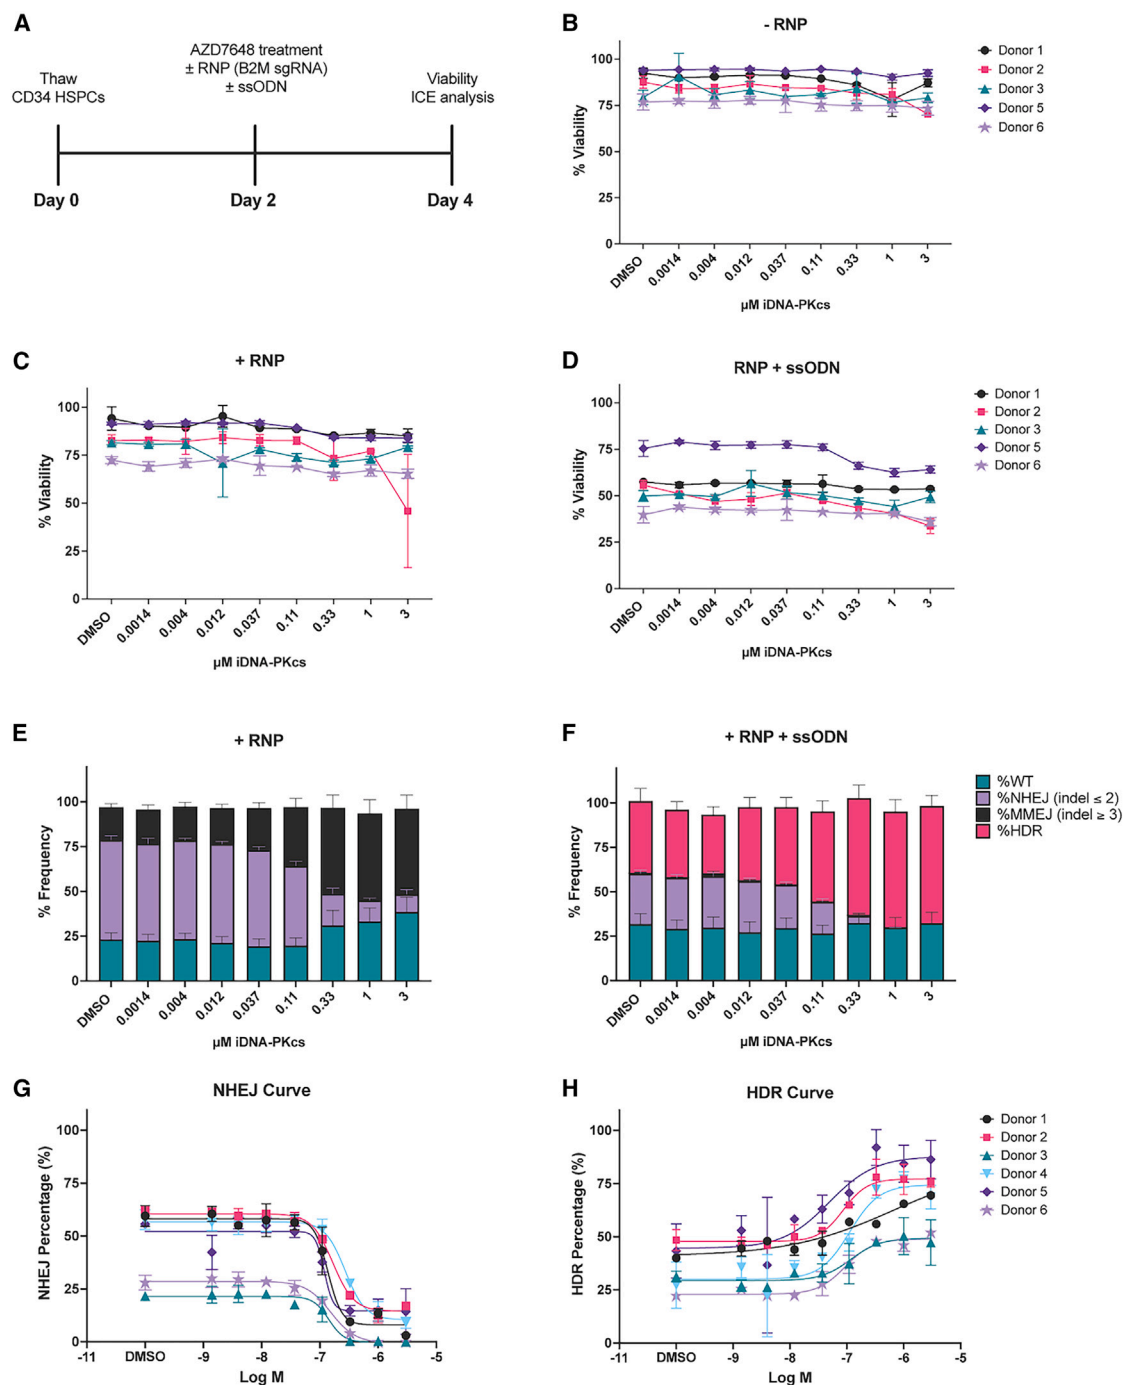 A
Thaw
CD34 HSPCs
AZD7648 treatment
± RNP (B2M sgRNA)
± ssODN
Viability
ICE analysis
Day 0
Day 2
Day 4
B
- RNP
% Viability
100
75
50
25
0
DMSO
0.0014
0.004
0.012
0.037
0.11
0.33
1
3
µM iDNA-PKcs
Donor 1
Donor 2
Donor 3
Donor 5
Donor 6
C
+ RNP
% Viability
100
75
50
25
0
DMSO
0.0014
0.004
0.012
0.037
0.11
0.33
1
3
µM iDNA-PKcs
D
RNP + ssODN
% Viability
100
75
50
25
0
DMSO
0.0014
0.004
0.012
0.037
0.11
0.33
1
3
µM iDNA-PKcs
Donor 1
Donor 2
Donor 3
Donor 5
Donor 6
E
+ RNP
% Frequency
100
75
50
25
0
DMSO
0.0014
0.004
0.012
0.037
0.11
0.33
1
3
µM iDNA-PKcs
F
+ RNP + ssODN
% Frequency
100
75
50
25
0
DMSO
0.0014
0.004
0.012
0.037
0.11
0.33
1
3
µM iDNA-PKcs
%WT
%NHEJ (indel ≤ 2)
%MMEJ (indel ≥ 3)
%HDR
G
NHEJ Curve
NHEJ Percentage (%)
100
75
50
25
0
-11
DMSO
-9
-8
-7
-6
-5
Log M
H
HDR Curve
HDR Percentage (%)
100
75
50
25
0
-11
DMSO
-9
-8
-7
-6
-5
Log M
Donor 1
Donor 2
Donor 3
Donor 4
Donor 5
Donor 6